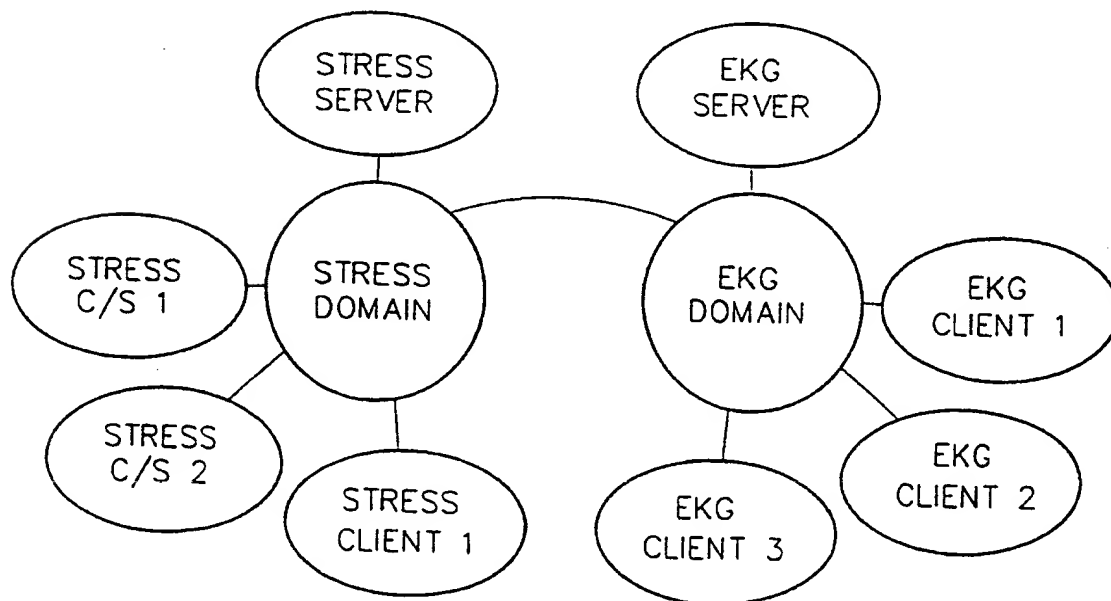 STRESS
SERVER
EKG
SERVER
STRESS
C/S 1
STRESS
DOMAIN
EKG
DOMAIN
EKG
CLIENT 1
STRESS
C/S 2
STRESS
CLIENT 1
EKG
CLIENT 3
EKG
CLIENT 2